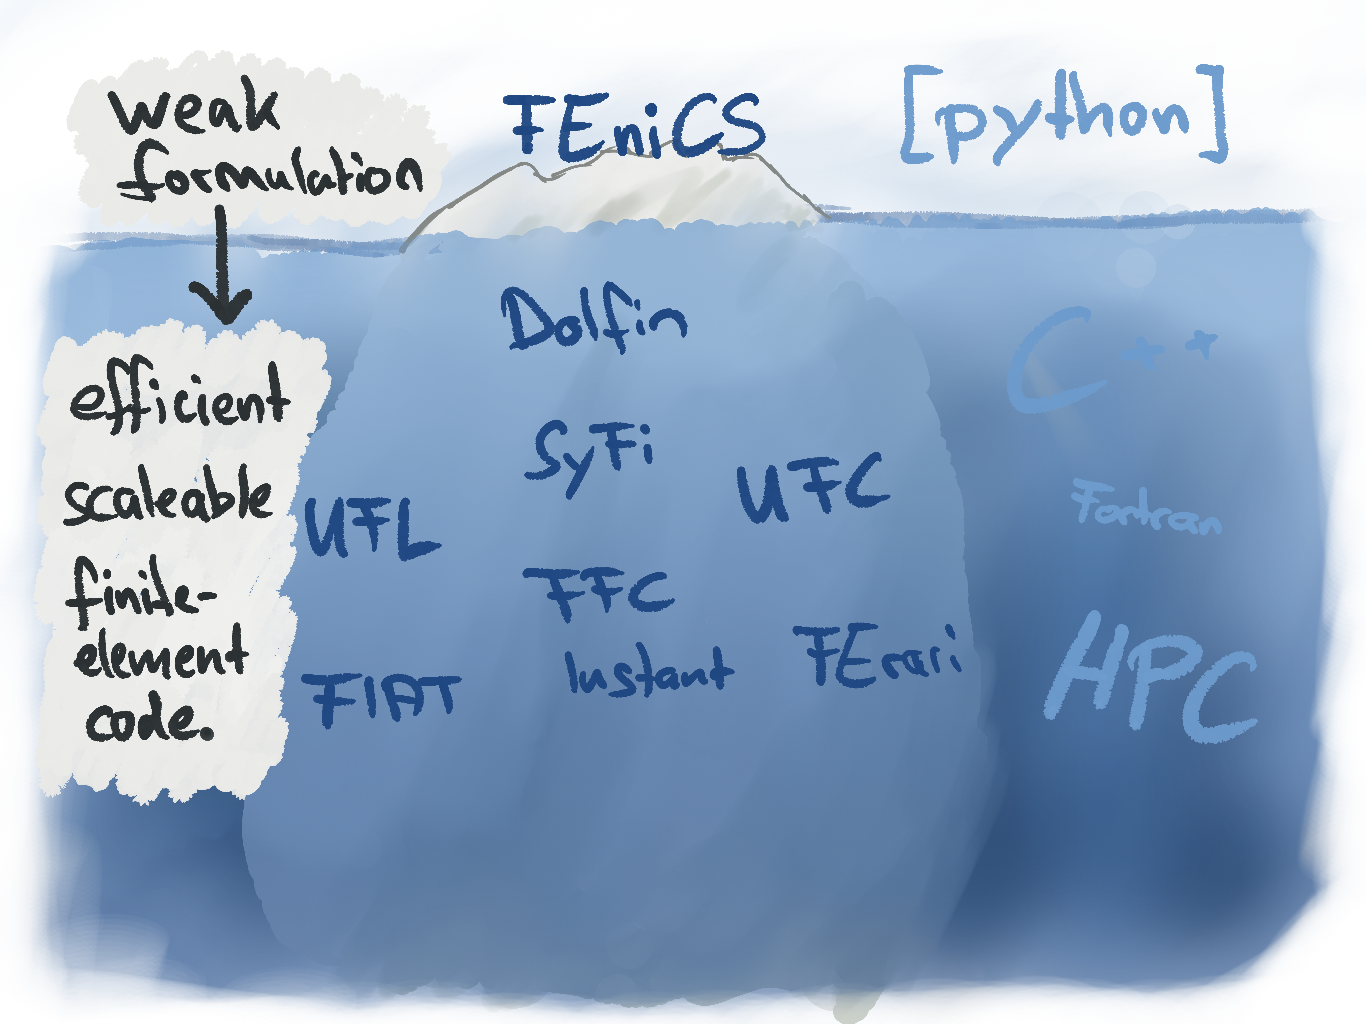 weak
formulation
FEniCS
[python]
efficient
scaleable
finite-
element
code.
Dolfin
SyFi
UFL
UFC
FFC
Instant
FErari
FIAT
C++
Fortran
HPC